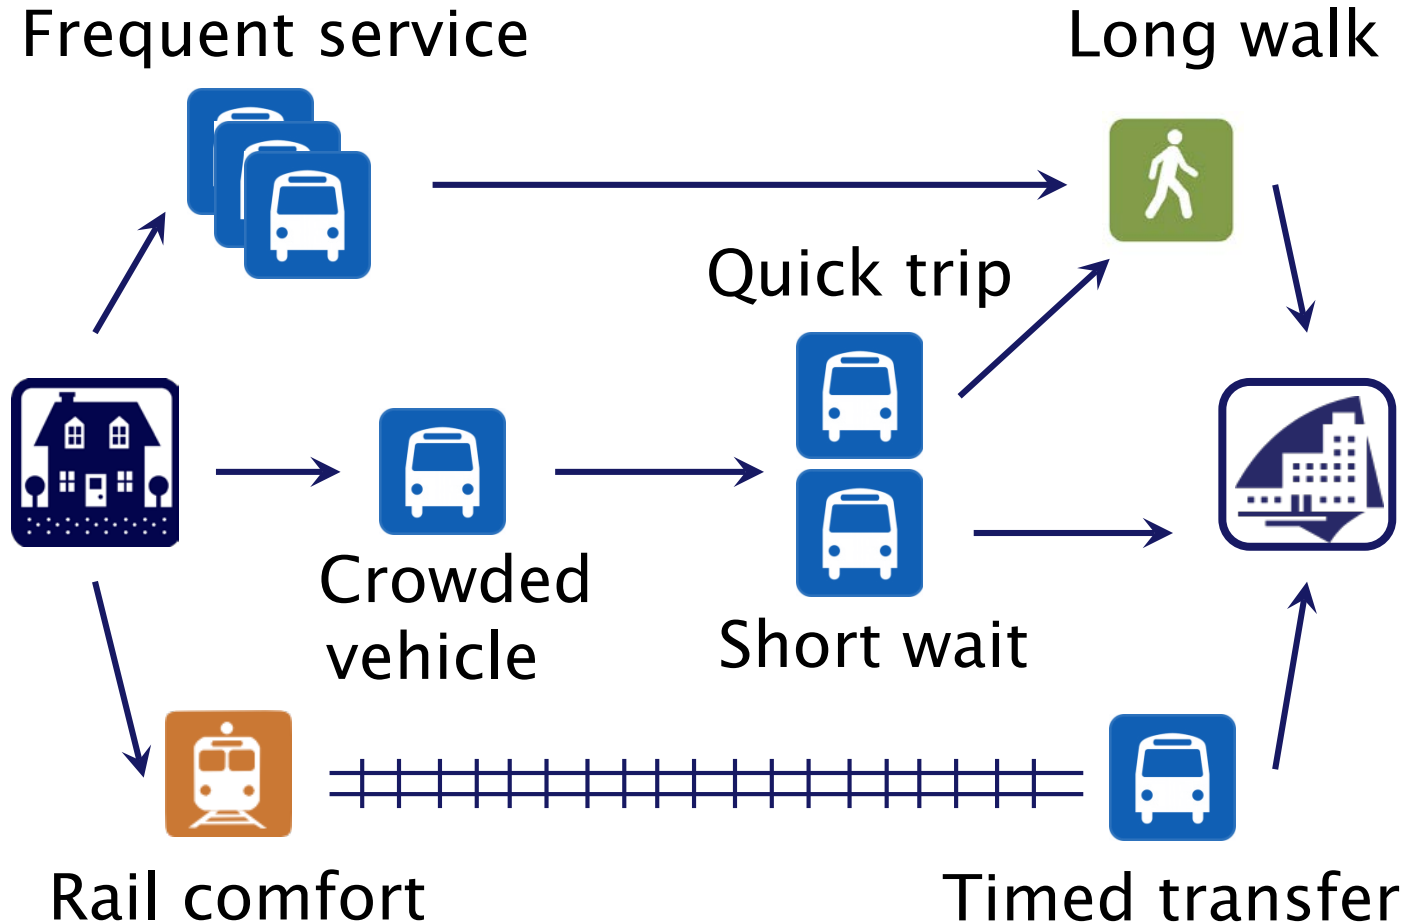 Frequent service
Long walk
Quick trip
Crowded
vehicle
Short wait
Rail comfort
Timed transfer